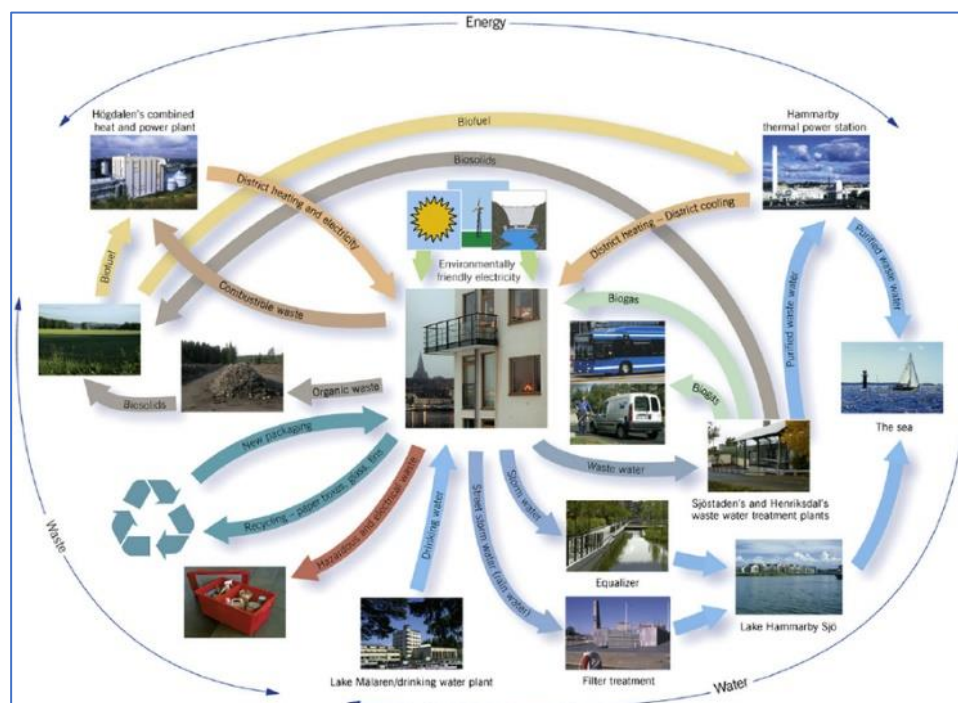 Energy
Högdalen's combined
heat and power plant
Hammarby
thermal power station
Biofuel
Biosolids
District heating and electricity
District heating – District cooling
Environmentally
friendly electricity
Biofuel
Combustible waste
Biogas
Purified waste water
Purified waste water
Organic waste
Biosolids
Biogas
The sea
New packaging
Waste water
Recycling – paper boxes, glass, tins
Hazardous and electrical waste
Drinking water
Storm water
Street storm water (rain water)
Sjöstaden's and Henriksdal's
waste water treatment plants
Waste
Equalizer
Lake Hammarby Sjö
Lake Mälaren/drinking water plant
Filter treatment
Water